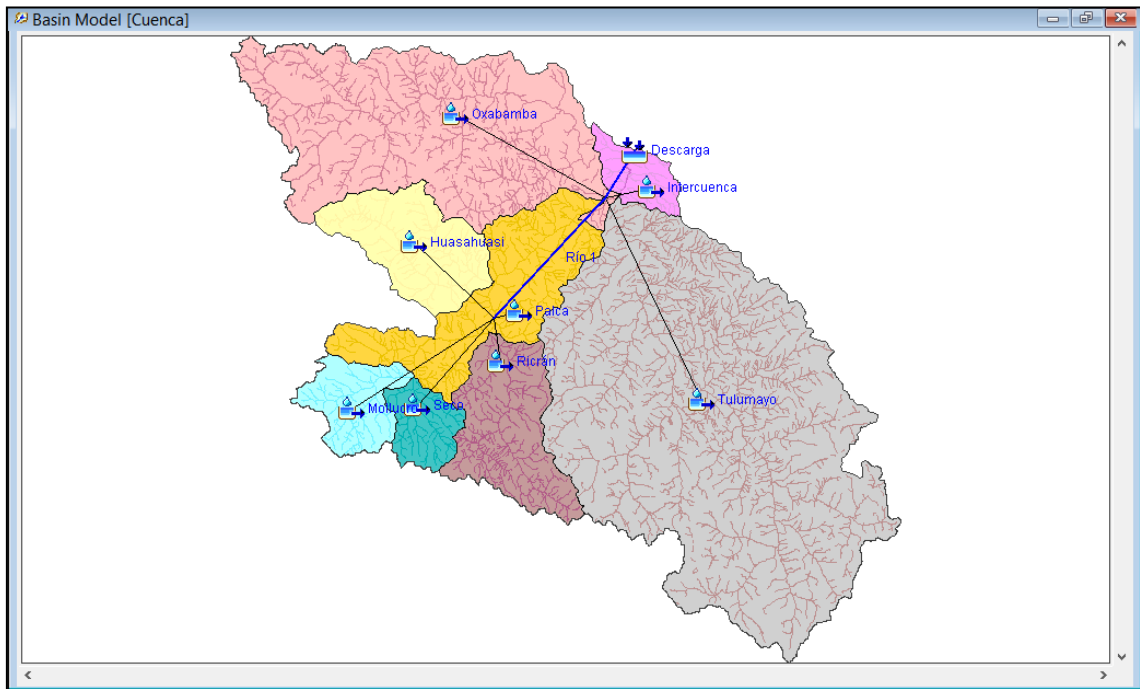 Basin Model [Cuenca]
Oxabamba
Descarga
Intercuenca
Huasahuasi
Río 1
Palca
Ricrán
Tulumayo
Seco